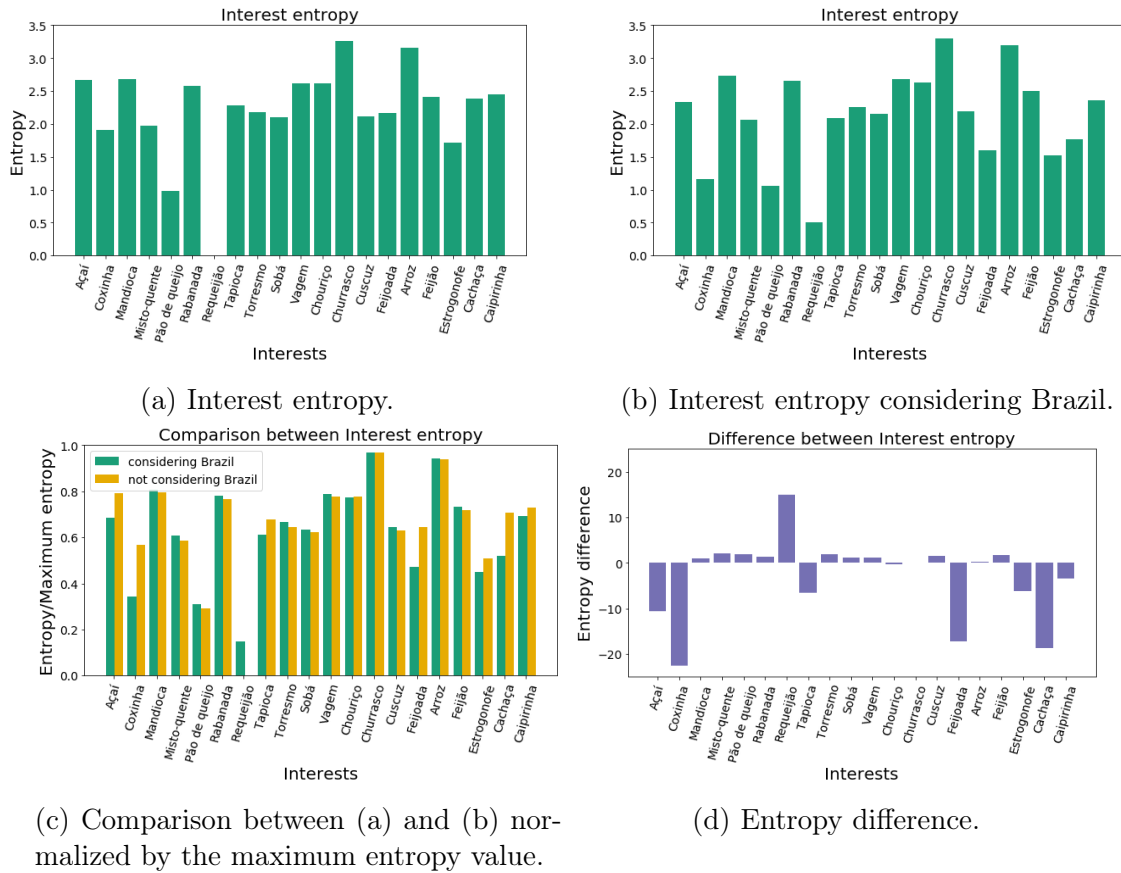 Interest entropy
3.5
3.0
2.5
2.0
1.5
1.0
0.5
0.0
Entropy
Açaí
Coxinha
Mandioca
Misto-quente
Pão de queijo
Rabanada
Requeijão
Tapioca
Torresmo
Sobá
Vagem
Chouriço
Churrasco
Cuscuz
Feijoada
Arroz
Feijão
Estrogonofe
Cachaça
Caipirinha
Interests
(a) Interest entropy.
Interest entropy
3.5
3.0
2.5
2.0
1.5
1.0
0.5
0.0
Entropy
Açaí
Coxinha
Mandioca
Misto-quente
Pão de queijo
Rabanada
Requeijão
Tapioca
Torresmo
Sobá
Vagem
Chouriço
Churrasco
Cuscuz
Feijoada
Arroz
Feijão
Estrogonofe
Cachaça
Caipirinha
Interests
(b) Interest entropy considering Brazil.
Comparison between Interest entropy
1.0
0.8
0.6
0.4
0.2
0.0
Entropy/Maximum entropy
considering Brazil
not considering Brazil
Açaí
Coxinha
Mandioca
Misto-quente
Pão de queijo
Rabanada
Requeijão
Tapioca
Torresmo
Sobá
Vagem
Chouriço
Churrasco
Cuscuz
Feijoada
Arroz
Feijão
Estrogonofe
Cachaça
Caipirinha
Interests
(c) Comparison between (a) and (b) nor-
malized by the maximum entropy value.
Difference between Interest entropy
20
10
0
−10
−20
Entropy difference
Açaí
Coxinha
Mandioca
Misto-quente
Pão de queijo
Rabanada
Requeijão
Tapioca
Torresmo
Sobá
Vagem
Chouriço
Churrasco
Cuscuz
Feijoada
Arroz
Feijão
Estrogonofe
Cachaça
Caipirinha
Interests
(d) Entropy difference.